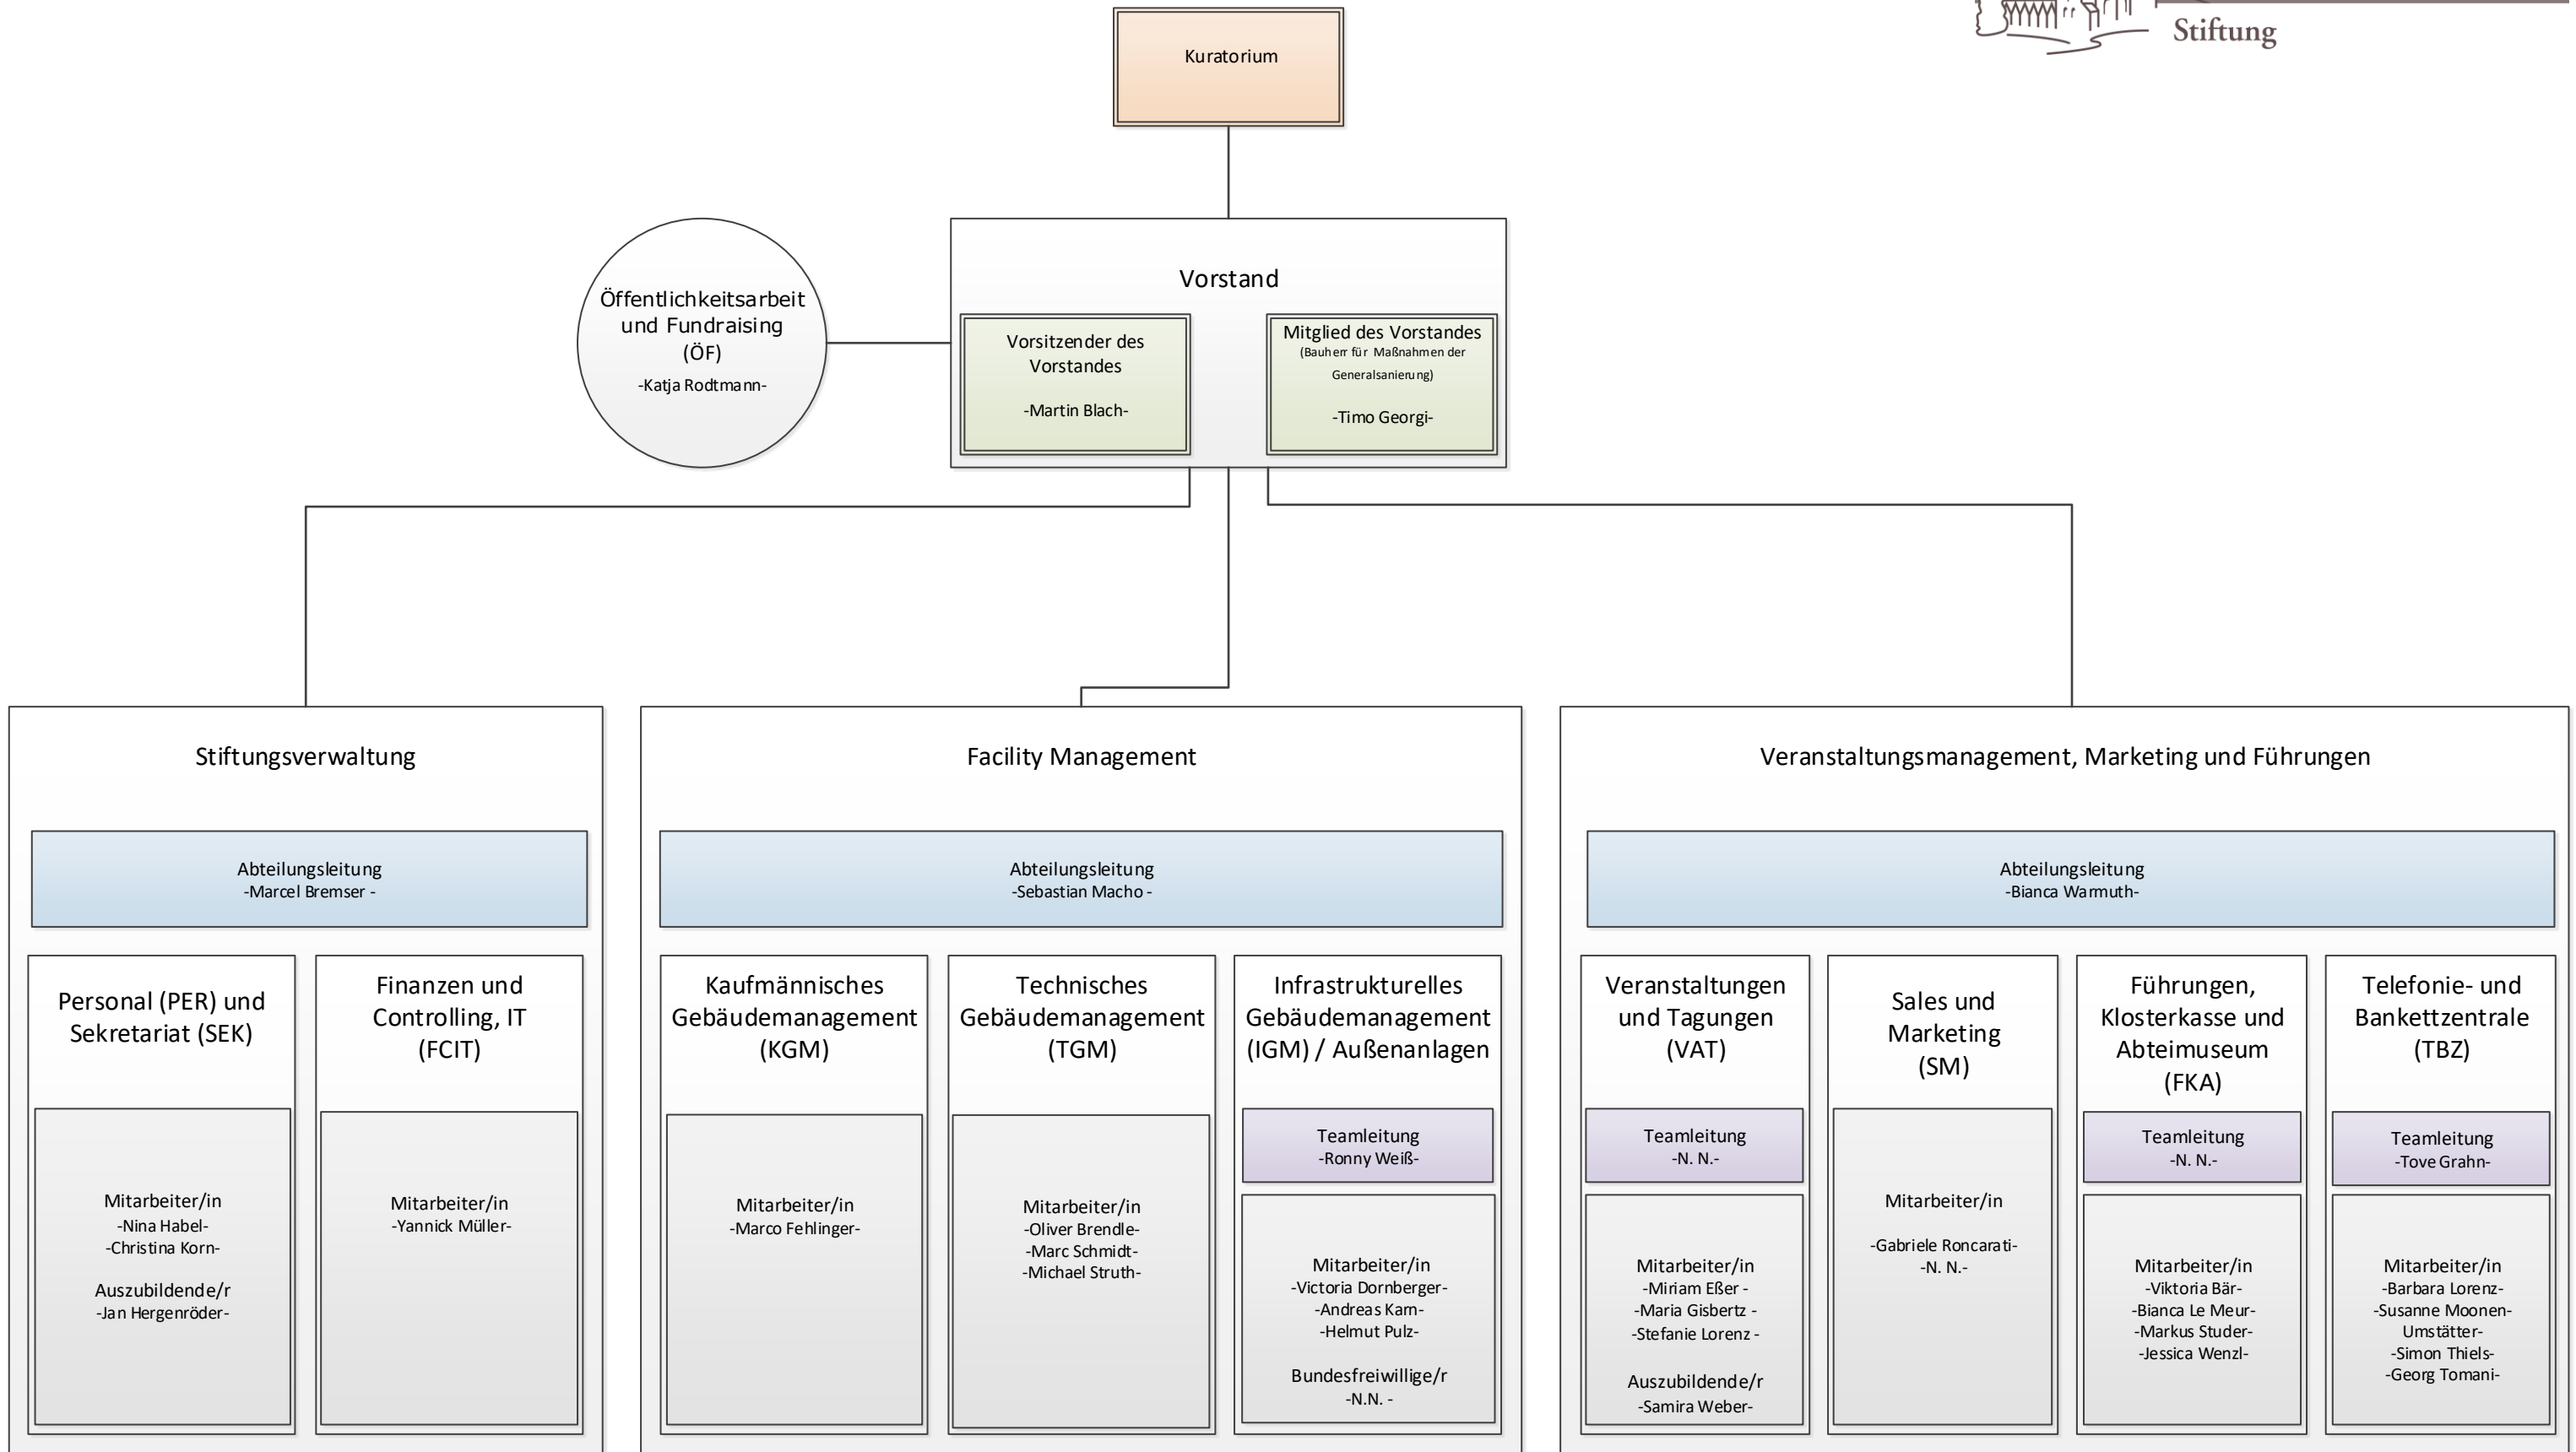 Stiftung
Kuratorium
Öffentlichkeitsarbeit
und Fundraising
(ÖF)
-Katja Rodtmann-
Vorstand
Vorsitzender des
Vorstandes
-Martin Blach-
Mitglied des Vorstandes
(Bauherr für Maßnahmen der
Generalsanierung)
-Timo Georgi-
Stiftungsverwaltung
Abteilungsleitung
-Marcel Bremser -
Personal (PER) und
Sekretariat (SEK)
Mitarbeiter/in
-Nina Habel-
-Christina Korn-
Auszubildende/r
-Jan Hergenröder-
Finanzen und
Controlling, IT
(FCIT)
Mitarbeiter/in
-Yannick Müller-
Facility Management
Abteilungsleitung
-Sebastian Macho -
Kaufmännisches
Gebäudemanagement
(KGM)
Mitarbeiter/in
-Marco Fehlinger-
Technisches
Gebäudemanagement
(TGM)
Mitarbeiter/in
-Oliver Brendle-
-Marc Schmidt-
-Michael Struth-
Infrastrukturelles
Gebäudemanagement
(IGM) / Außenanlagen
Teamleitung
-Ronny Weiß-
Mitarbeiter/in
-Victoria Dornberger-
-Andreas Karn-
-Helmut Pulz-
Bundesfreiwillige/r
-N.N. -
Veranstaltungsmanagement, Marketing und Führungen
Abteilungsleitung
-Bianca Warmuth-
Veranstaltungen
und Tagungen
(VAT)
Teamleitung
-N. N.-
Mitarbeiter/in
-Miriam Eßer -
-Maria Gisbertz -
-Stefanie Lorenz -
Auszubildende/r
-Samira Weber-
Sales und
Marketing
(SM)
Mitarbeiter/in
-Gabriele Roncarati-
-N. N.-
Führungen,
Klosterkasse und
Abteimuseum
(FKA)
Teamleitung
-N. N.-
Mitarbeiter/in
-Viktoria Bär-
-Bianca Le Meur-
-Markus Studer-
-Jessica Wenzl-
Telefonie- und
Bankettzentrale
(TBZ)
Teamleitung
-Tove Grahn-
Mitarbeiter/in
-Barbara Lorenz-
-Susanne Moonen-
Umstätter-
-Simon Thiels-
-Georg Tomani-